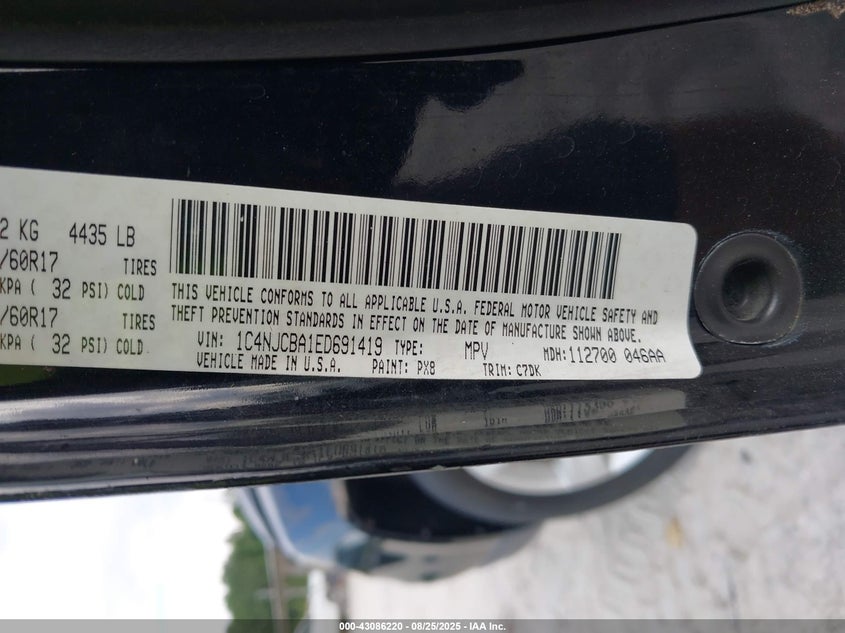 2 KG 4435 LB
/60R17 TIRES
KPA ( 32 PSI) COLD
/60R17 TIRES
KPA ( 32 PSI) COLD
THIS VEHICLE CONFORMS TO ALL APPLICABLE U.S.A. FEDERAL MOTOR VEHICLE SAFETY AND
THEFT PREVENTION STANDARDS IN EFFECT ON THE DATE OF MANUFACTURE SHOWN ABOVE.
VIN: 1C4NJCBA1ED691419 TYPE: MPV MDH:112700 046AA
VEHICLE MADE IN U.S.A. PAINT: PX8 TRIM: C7DK
000-43086220 - 08/25/2025 - IAA Inc.